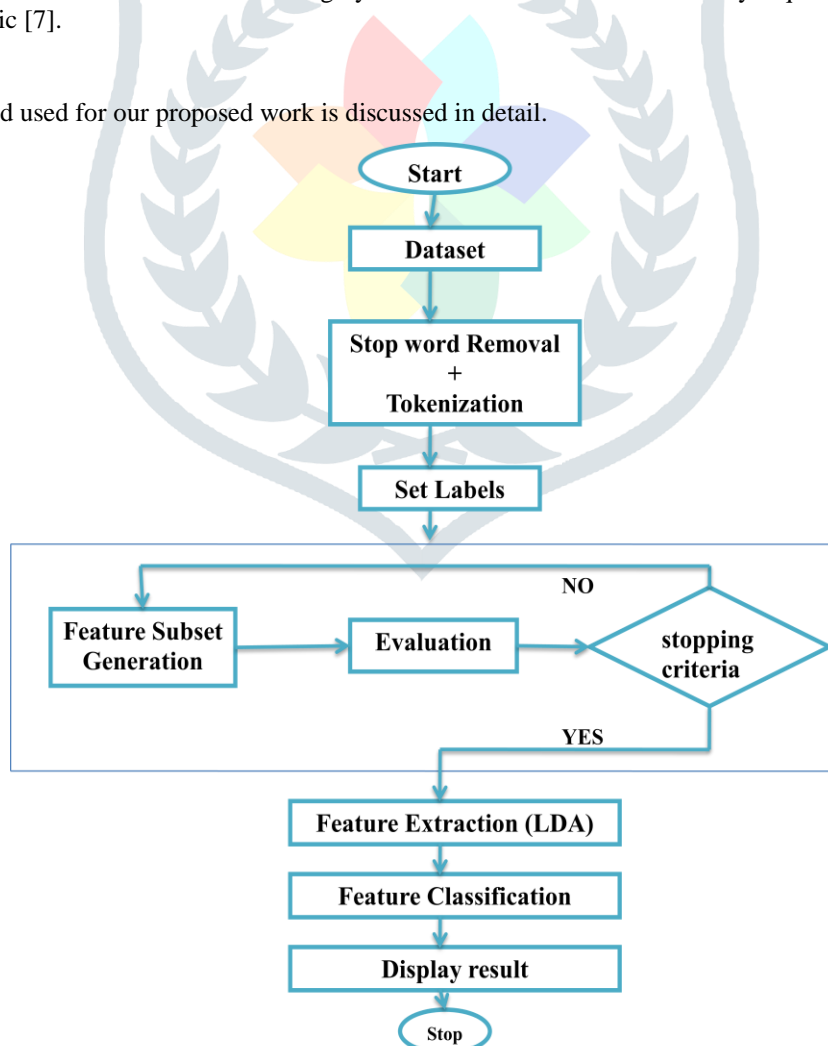 ic [7].
d used for our proposed work is discussed in detail.
Start
Dataset
Stop word Removal
+
Tokenization
Set Labels
NO
Feature Subset
Generation
Evaluation
stopping
criteria
YES
Feature Extraction (LDA)
Feature Classification
Display result
Stop